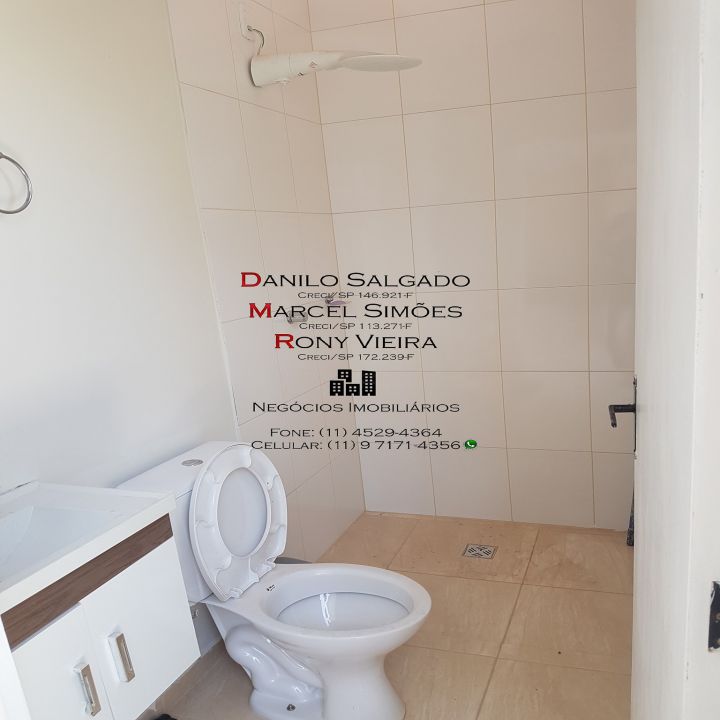 Danilo Salgado
Creci/SP 146.921-F
Marcel Simões
Creci/SP 113.271-F
Rony Vieira
Creci/SP 172.239-F
Negócios Imobiliários
Fone: (11) 4529-4364
Celular: (11) 9 7171-4356